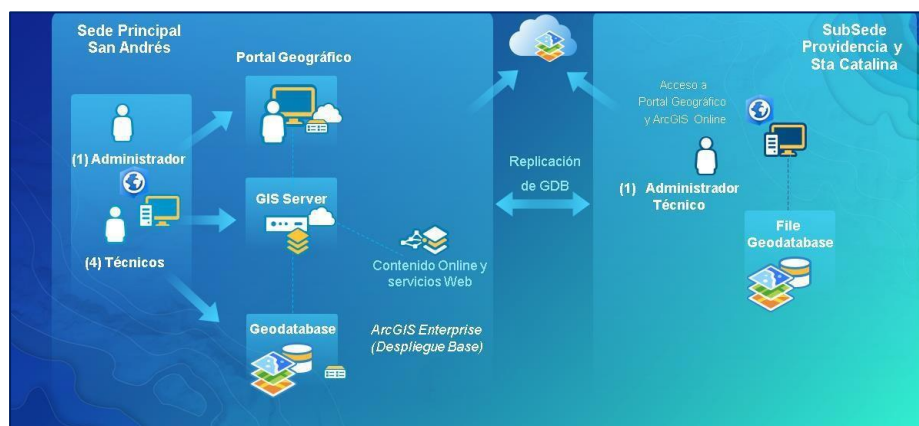 Sede Principal
San Andrés
Portal Geográfico
(1) Administrador
(4) Técnicos
GIS Server
Contenido Online y
servicios Web
Geodatabase
ArcGIS Enterprise
(Despliegue Base)
Replicación
de GDB
SubSede
Providencia y
Sta Catalina
Acceso a
Portal Geográfico
y ArcGIS Online
(1) Administrador
Técnico
File
Geodatabase